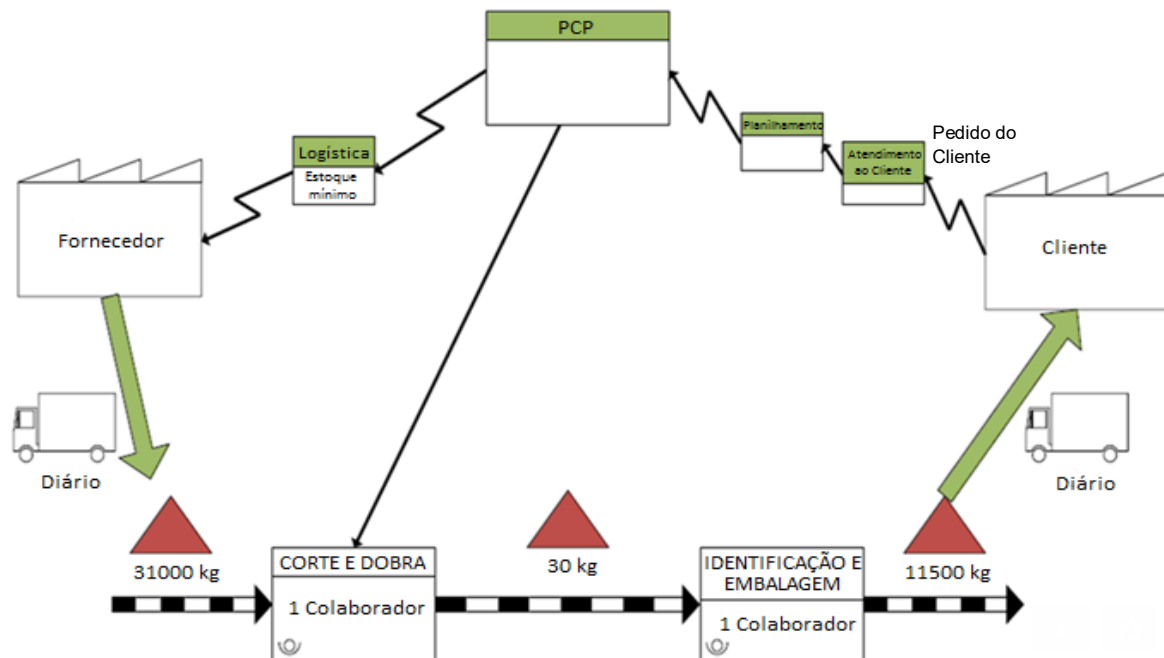 PCP
Planilhamento
Pedido do
Cliente
Logística
Estoque
mínimo
Atendimento
ao Cliente
Fornecedor
Cliente
Diário
Diário
31000 kg
CORTE E DOBRA
1 Colaborador
30 kg
IDENTIFICAÇÃO E
EMBALAGEM
1 Colaborador
11500 kg